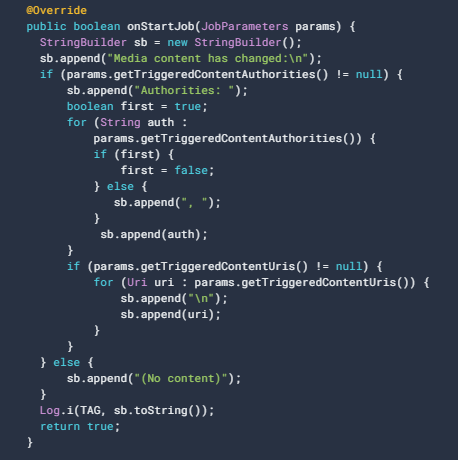 @Override
public boolean onStartJob(JobParameters params) {
  StringBuilder sb = new StringBuilder();
  sb.append("Media content has changed:\n");
  if (params.getTriggeredContentAuthorities() != null) {
      sb.append("Authorities: ");
      boolean first = true;
      for (String auth :
          params.getTriggeredContentAuthorities()) {
          if (first) {
              first = false;
          } else {
             sb.append(", ");
          }
           sb.append(auth);
      }
      if (params.getTriggeredContentUris() != null) {
          for (Uri uri : params.getTriggeredContentUris()) {
              sb.append("\n");
              sb.append(uri);
          }
      }
  } else {
      sb.append("(No content)");
  }
  Log.i(TAG, sb.toString());
  return true;
}